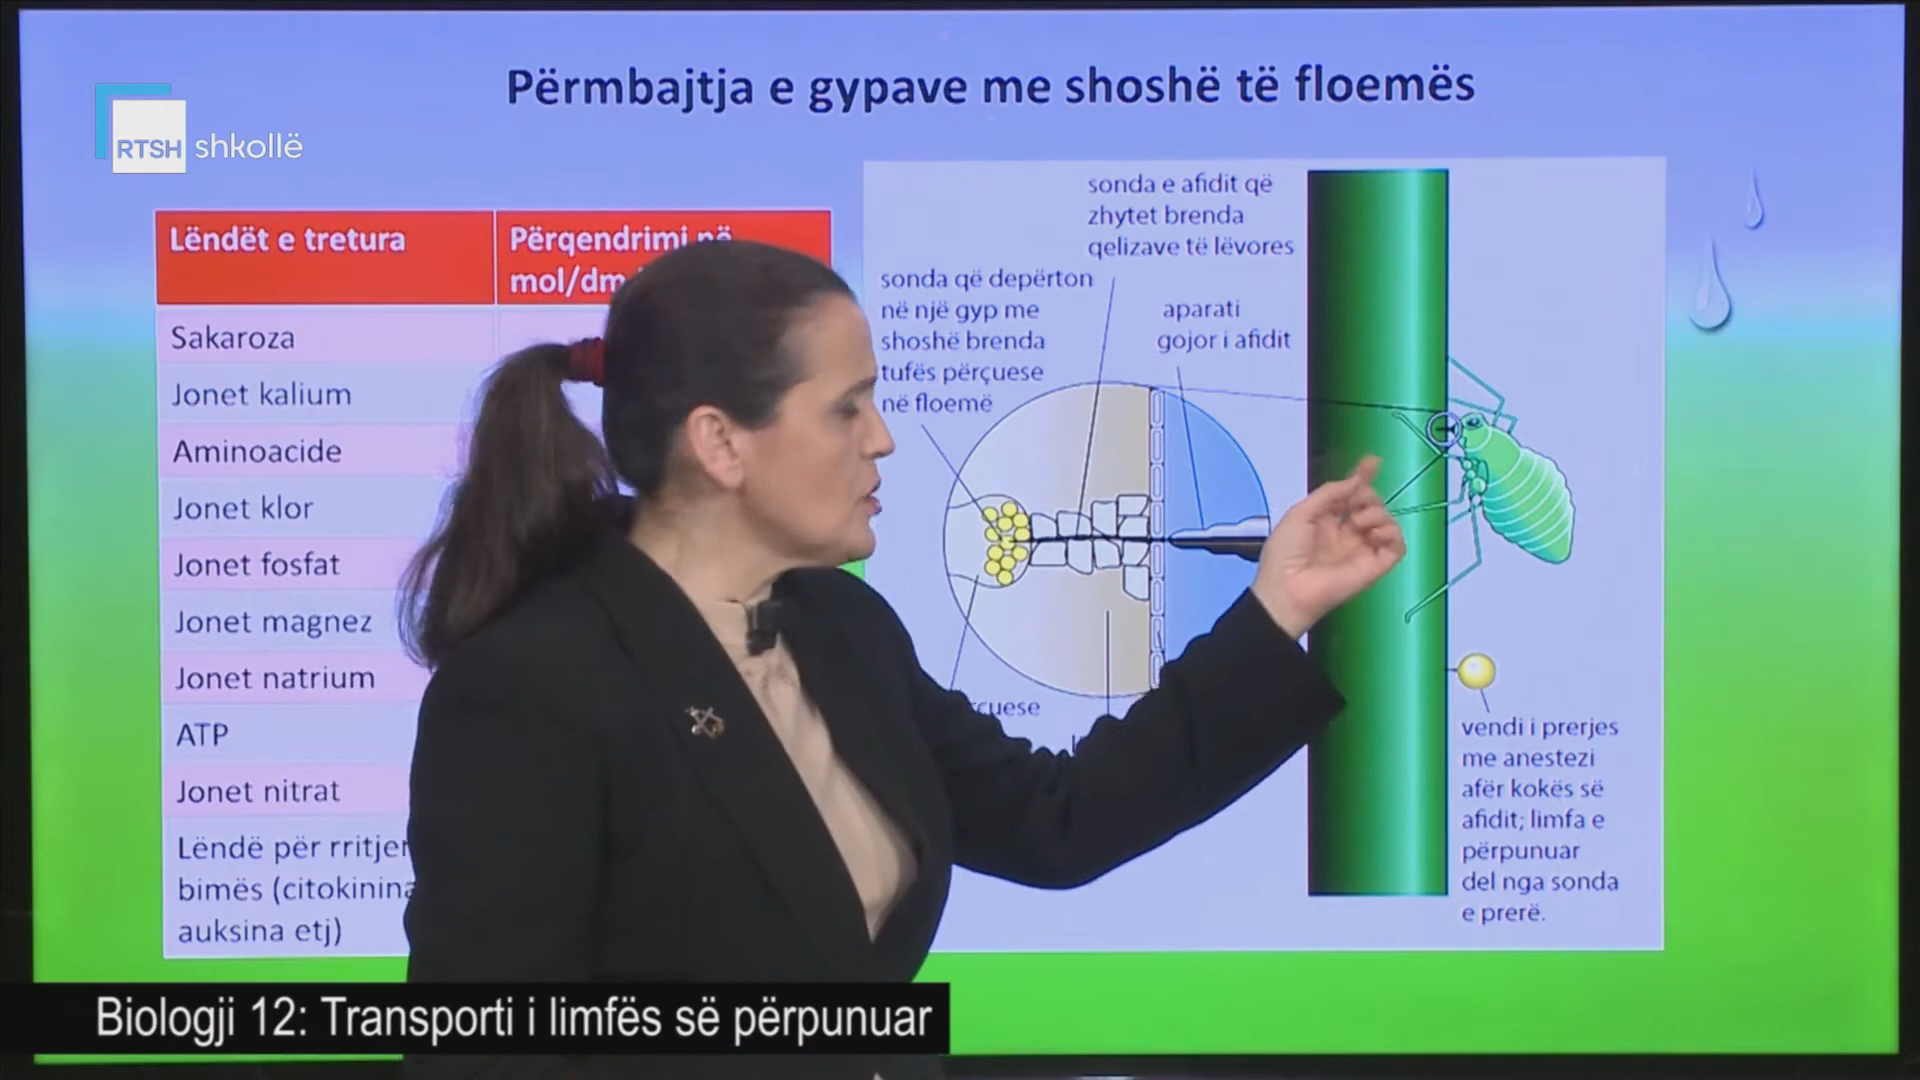 Përmbajtja e gypave me shoshë të floemës
RTSH shkollë
Lëndët e tretura
Përqendrimi në
mol/dm
Sakaroza
Jonet kalium
Aminoacide
Jonet klor
Jonet fosfat
Jonet magnez
Jonet natrium
ATP
Jonet nitrat
Lëndë për
bimës
auksina etj)
sonda e afidit që
zhytet brenda
qelizave të lëvores
sonda që depërton
në një gyp me
shoshë brenda
tufës përçuese
në floemë
aparati
gojor i afidit
vendi i prerjes
me anestezi
afër kokës së
afidit; limfa e
përpunuar
del nga sonda
e prerë.
Biologji 12: Transporti i limfës së përpunuar